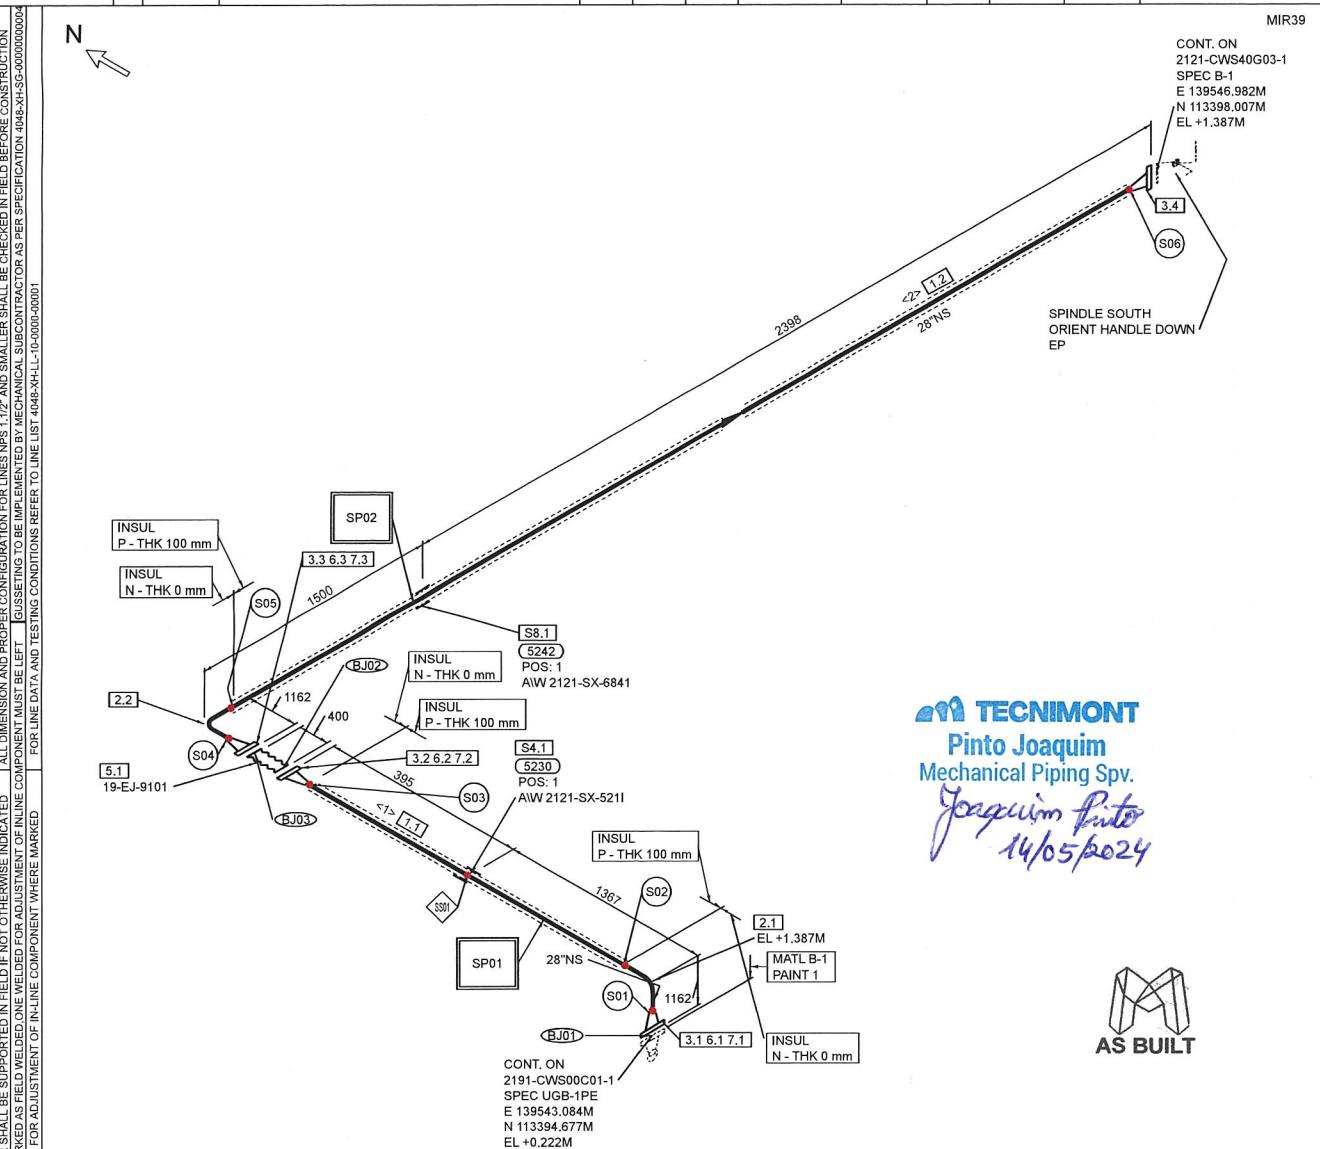 MIR39
N
CONT. ON
2121-CWS40G03-1
SPEC B-1
E 139546.982M
N 113398.007M
EL +1.387M
3.4
S06
<2> 1.2
28"NS
SPINDLE SOUTH
ORIENT HANDLE DOWN
EP
2398
SP02
INSUL
P - THK 100 mm
3.3 6.3 7.3
INSUL
N - THK 0 mm
S05
1500
S8.1
5242
POS: 1
A\W 2121-SX-6841
BJ02
INSUL
N - THK 0 mm
2.2
1162
INSUL
P - THK 100 mm
400
S04
S4.1
3.2 6.2 7.2
5230
5.1
19-EJ-9101
395
POS: 1
A\W 2121-SX-521I
S03
BJ03
<1> 1.1
INSUL
P - THK 100 mm
1367
S02
SS01
2.1
EL +1.387M
SP01
28"NS
MATL B-1
PAINT 1
S01
1162
BJ01
3.1 6.1 7.1
INSUL
N - THK 0 mm
CONT. ON
2191-CWS00C01-1
SPEC UGB-1PE
E 139543.084M
N 113394.677M
EL +0.222M
TECNIMONT
Pinto Joaquim
Mechanical Piping Spv.
Joaquim Pinto
14/05/2024
AS BUILT
SHALL BE SUPPORTED IN FIELD IF NOT OTHERWISE INDICATED
ALL DIMENSION AND PROPER CONFIGURATION FOR LINES NPS 1.1/2" AND SMALLER SHALL BE CHECKED IN FIELD BEFORE CONSTRUCTION
RKED AS FIELD WELDED,ONE WELDED FOR ADJUSTMENT OF INLINE COMPONENT MUST BE LEFT
GUSSETING TO BE IMPLEMENTED BY MECHANICAL SUBCONTRACTOR AS PER SPECIFICATION 4048-XH-SG-000000000004
FOR ADJUSTMENT OF IN-LINE COMPONENT WHERE MARKED
FOR LINE DATA AND TESTING CONDITIONS REFER TO LINE LIST 4048-XH-LL-10-0000-00001